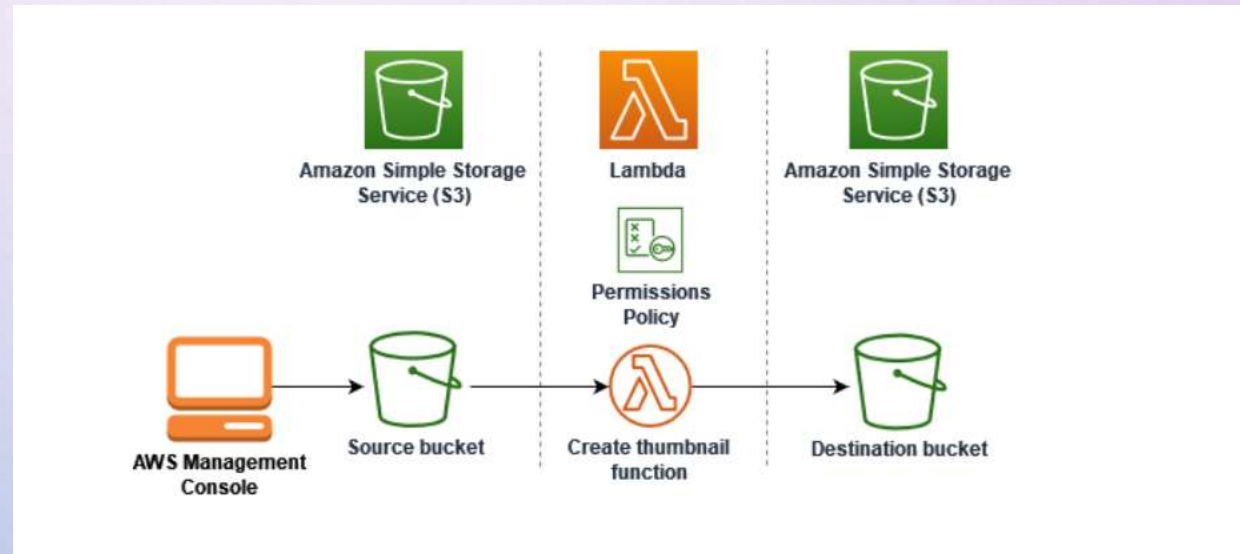 Amazon Simple Storage
Service (S3)
Lambda
Amazon Simple Storage
Service (S3)
Permissions
Policy
AWS Management
Console
Source bucket
Create thumbnail
function
Destination bucket